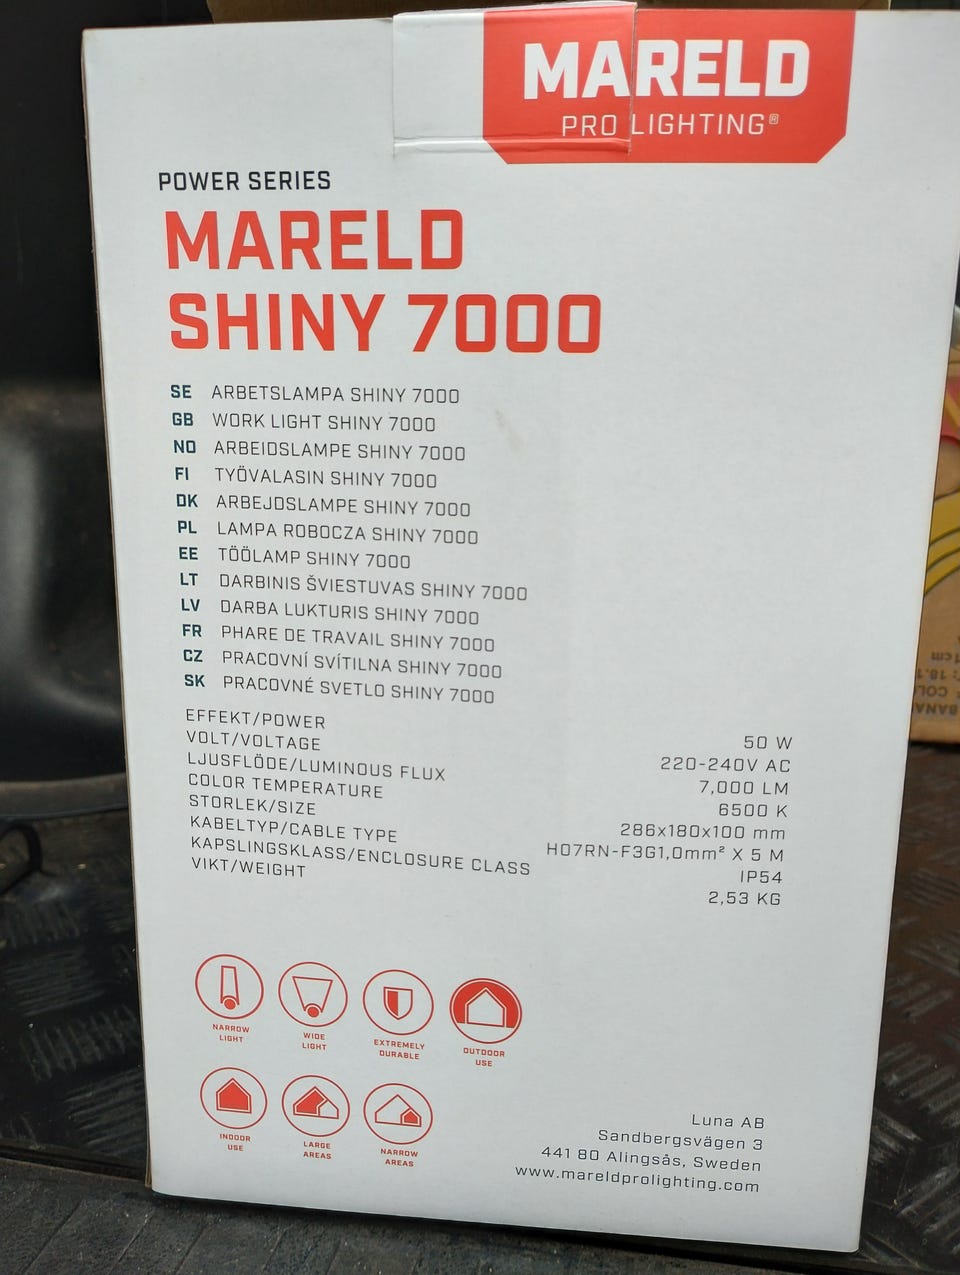 MARELD
PRO LIGHTING®
POWER SERIES
MARELD
SHINY 7000
SE ARBETSLAMPA SHINY 7000
GB WORK LIGHT SHINY 7000
NO ARBEIDSLAMPE SHINY 7000
FI TYÖVALASIN SHINY 7000
DK ARBEJDSLAMPE SHINY 7000
PL LAMPA ROBOCZA SHINY 7000
EE TÖÖLAMP SHINY 7000
LT DARBINIS ŠVIESTUVAS SHINY 7000
LV DARBA LUKTURIS SHINY 7000
FR PHARE DE TRAVAIL SHINY 7000
CZ PRACOVNÍ SVÍTILNA SHINY 7000
SK PRACOVNÉ SVETLO SHINY 7000
EFFEKT/POWER 50 W
VOLT/VOLTAGE 220-240V AC
LJUSFLÖDE/LUMINOUS FLUX 7,000 LM
COLOR TEMPERATURE 6500 K
STORLEK/SIZE 286x180x100 mm
KABELTYP/CABLE TYPE H07RN-F3G1,0mm² X 5 M
KAPSLINGSKLASS/ENCLOSURE CLASS IP54
VIKT/WEIGHT 2,53 KG
NARROW
LIGHT
WIDE
LIGHT
EXTREMELY
DURABLE
OUTDOOR
USE
INDOOR
USE
LARGE
AREAS
NARROW
AREAS
Luna AB
Sandbergsvägen 3
441 80 Alingsås, Sweden
www.mareldprolighting.com